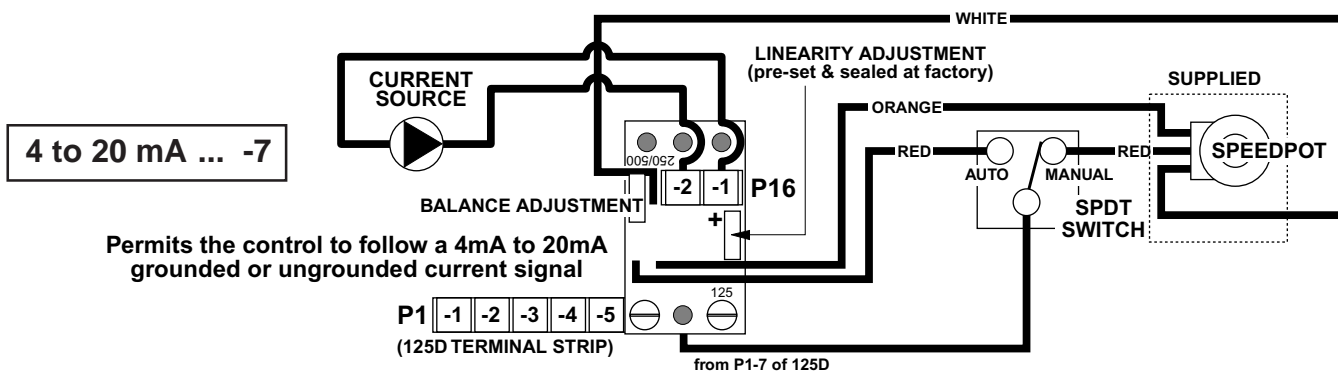 WHITE
LINEARITY ADJUSTMENT
(pre-set & sealed at factory)
CURRENT
SOURCE
SUPPLIED
ORANGE
4 to 20 mA ... -7
250/500
RED
RED
SPEEDPOT
AUTO
MANUAL
-2
-1
P16
BALANCE ADJUSTMENT
+
SPDT
SWITCH
Permits the control to follow a 4mA to 20mA
grounded or ungrounded current signal
125
P1
-1
-2
-3
-4
-5
(125D TERMINAL STRIP)
from P1-7 of 125D